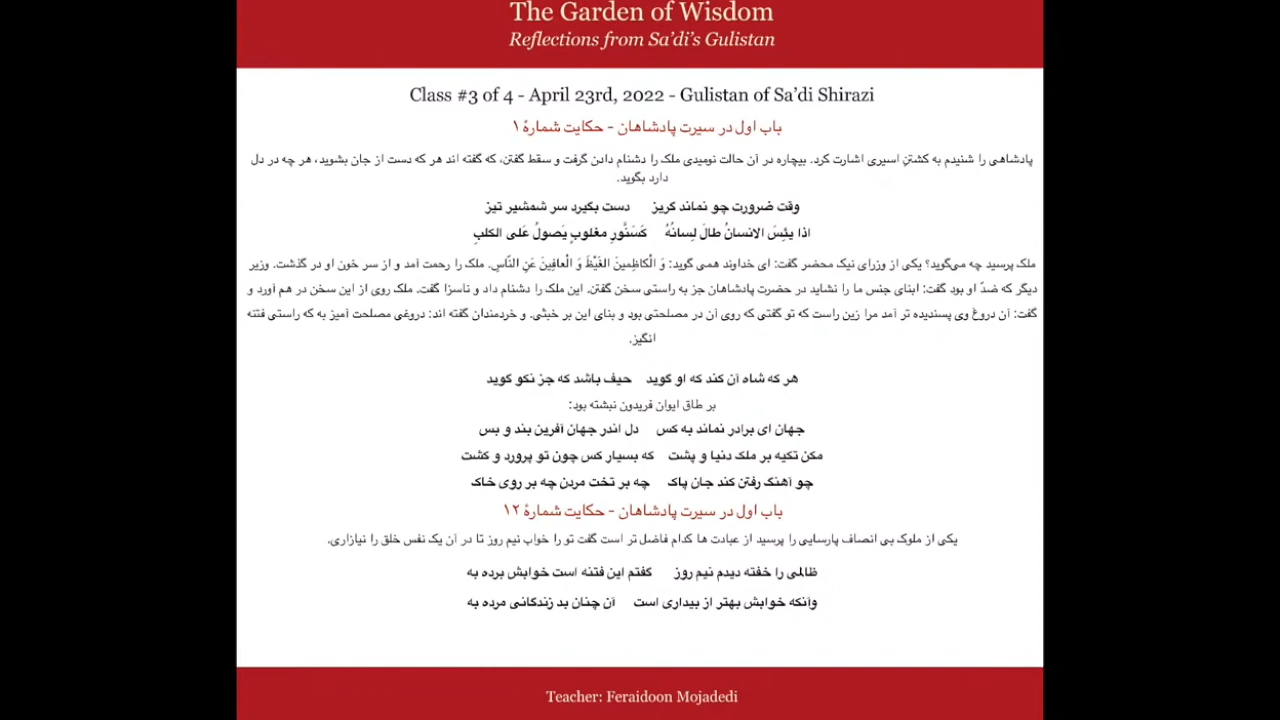 The Garden of Wisdom
Reflections from Sa’di’s Gulistan
Class #3 of 4 - April 23rd, 2022 - Gulistan of Sa’di Shirazi
باب اول در سیرت پادشاهان - حکایت شمارهٔ ۱
پادشاهی را شنیدم به کشتنِ اسیری اشارت کرد. بیچاره در آن حالت نومیدی ملک را دشنام دادن گرفت و سقط گفتن، که گفته اند هر که دست از جان بشوید، هر چه در دل
دارد بگوید.
وقت ضرورت چو نماند گریز دست بگیرد سر شمشیر تیز
اذا یئِسَ الانسانُ طالَ لِسانُهُ کَسَنَّورِ مغْلوبٍ یَصولُ عَلی الکلبِ
ملک پرسید چه می‌گوید؟ یکی از وزرای نیک محضر گفت: ای خداوند همی گوید: وَ الْکاظِمینَ الغَیْظَ وَ الْعافِینَ عَنِ النّاسِ. ملک را رحمت آمد و از سر خون او در گذشت. وزیر
دیگر که ضدّ او بود گفت: ابنای جنس ما را نشاید در حضرت پادشاهان جز به راستی سخن گفتن. این ملک را دشنام داد و ناسزا گفت. ملک روی از این سخن در هم آورد و
گفت: آن دروغ وی پسندیده تر آمد مرا زین راست که تو گفتی که روی آن در مصلحتی بود و بنای این بر خبثی. و خردمندان گفته اند: دروغی مصلحت آمیز به که راستی فتنه
انگیز.
هر که شاه آن کند که او گوید حیف باشد که جز نکو گوید
بر طاق ایوان فریدون نبشته بود:
جهان ای برادر نماند به کس دل اندر جهان آفرین بند و بس
مکن تکیه بر ملک دنیا و پشت که بسیار کس چون تو پرورد و کشت
چو آهنگ رفتن کند جان پاک چه بر تخت مردن چه بر روی خاک
باب اول در سیرت پادشاهان - حکایت شمارهٔ ۱۲
یکی از ملوک بی انصاف پارسایی را پرسید از عبادت ها کدام فاضل تر است گفت تو را خواب نیم روز تا در آن یک نفس خلق را نیازاری.
ظالمی را خفته دیدم نیم روز گفتم این فتنه است خوابش برده به
وآنکه خوابش بهتر از بیداری است آن چنان بد زندگانی مرده به
Teacher: Feraidoon Mojadedi